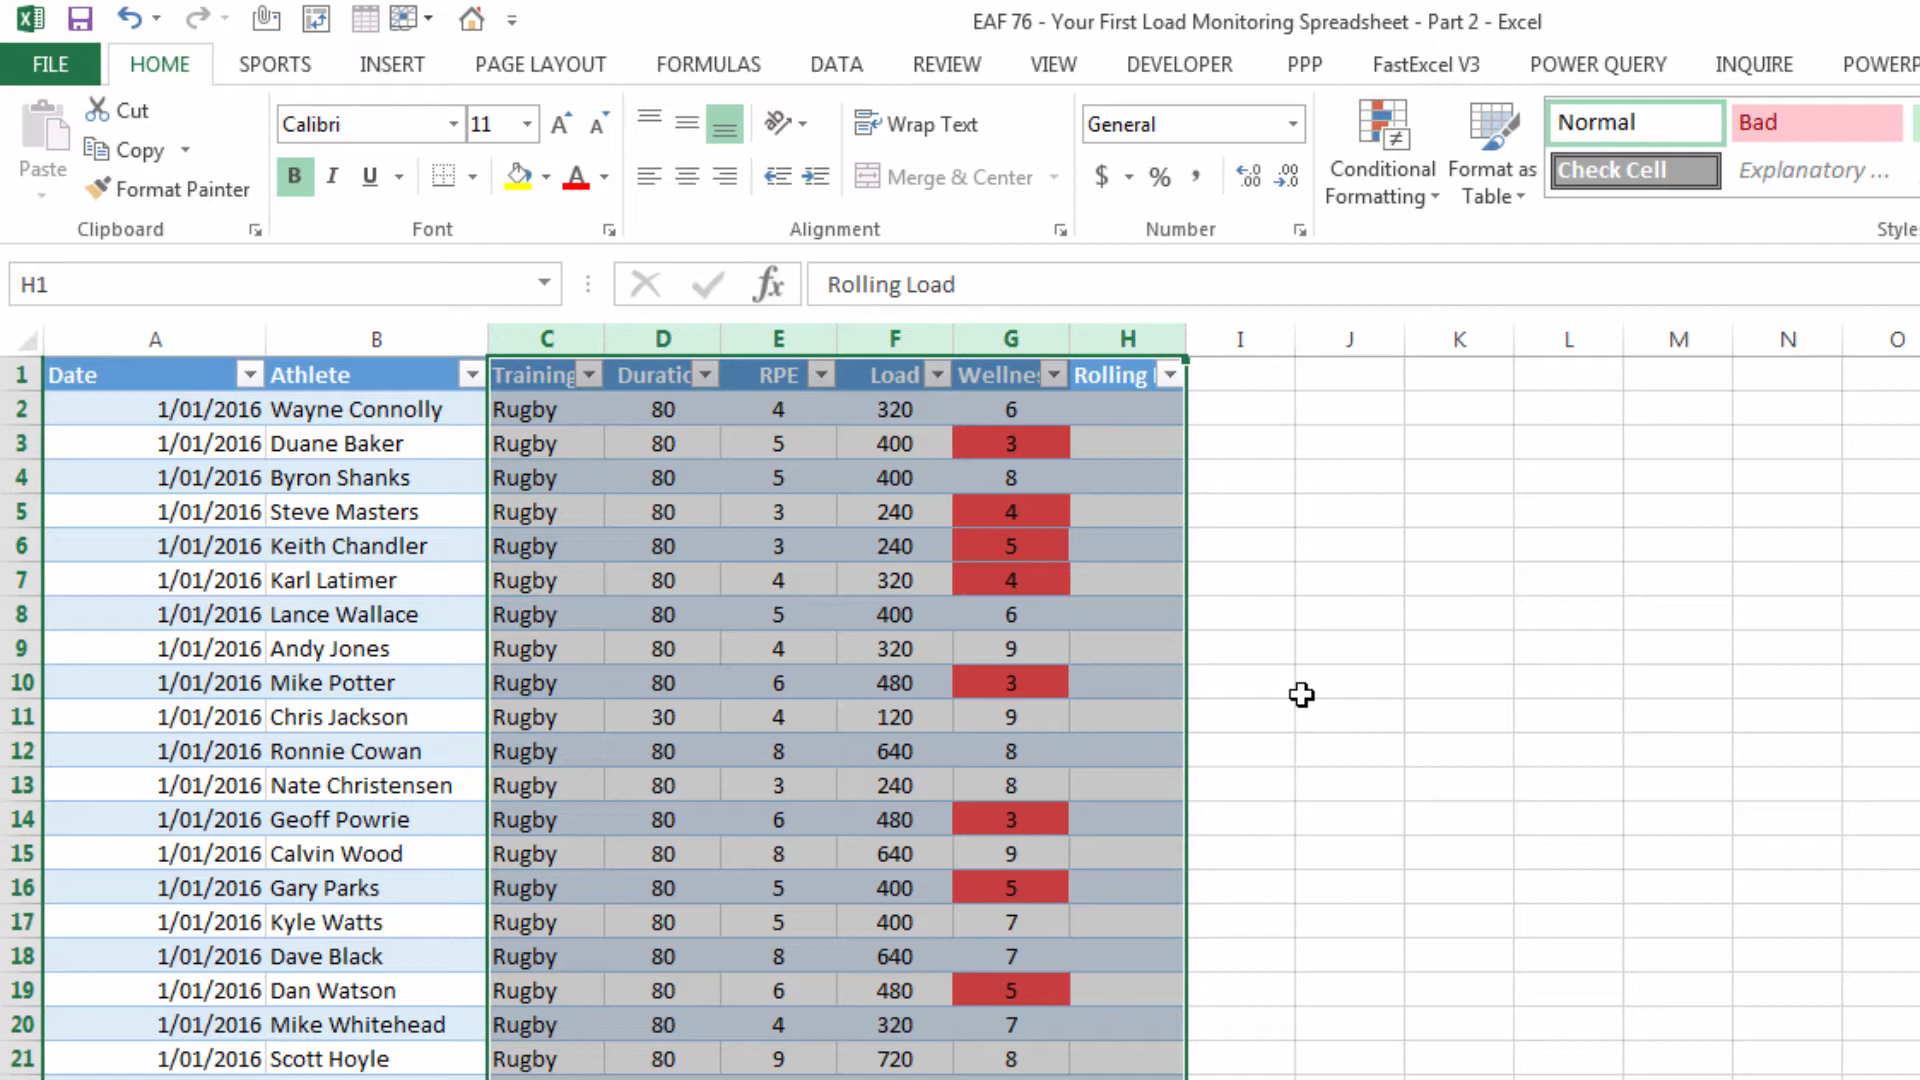 EAF 76 - Your First Load Monitoring Spreadsheet - Part 2 - Excel
FILE HOME SPORTS INSERT PAGE LAYOUT FORMULAS DATA REVIEW VIEW DEVELOPER PPP FastExcel V3 POWER QUERY INQUIRE POWERP
Cut
Copy
Format Painter
Paste
Clipboard
Calibri 11
B I U
Font
Wrap Text
Merge & Center
Alignment
General
$ % ,
Number
Conditional Formatting
Format as Table
Normal Bad
Check Cell Explanatory ...
Style
H1 fx Rolling Load
A B C D E F G H I J K L M N O
1 Date Athlete Training Duratic RPE Load Wellne Rolling
2 1/01/2016 Wayne Connolly Rugby 80 4 320 6
3 1/01/2016 Duane Baker Rugby 80 5 400 3
4 1/01/2016 Byron Shanks Rugby 80 5 400 8
5 1/01/2016 Steve Masters Rugby 80 3 240 4
6 1/01/2016 Keith Chandler Rugby 80 3 240 5
7 1/01/2016 Karl Latimer Rugby 80 4 320 4
8 1/01/2016 Lance Wallace Rugby 80 5 400 6
9 1/01/2016 Andy Jones Rugby 80 4 320 9
10 1/01/2016 Mike Potter Rugby 80 6 480 3
11 1/01/2016 Chris Jackson Rugby 30 4 120 9
12 1/01/2016 Ronnie Cowan Rugby 80 8 640 8
13 1/01/2016 Nate Christensen Rugby 80 3 240 8
14 1/01/2016 Geoff Powrie Rugby 80 6 480 3
15 1/01/2016 Calvin Wood Rugby 80 8 640 9
16 1/01/2016 Gary Parks Rugby 80 5 400 5
17 1/01/2016 Kyle Watts Rugby 80 5 400 7
18 1/01/2016 Dave Black Rugby 80 8 640 7
19 1/01/2016 Dan Watson Rugby 80 6 480 5
20 1/01/2016 Mike Whitehead Rugby 80 4 320 7
21 1/01/2016 Scott Hoyle Rugby 80 9 720 8